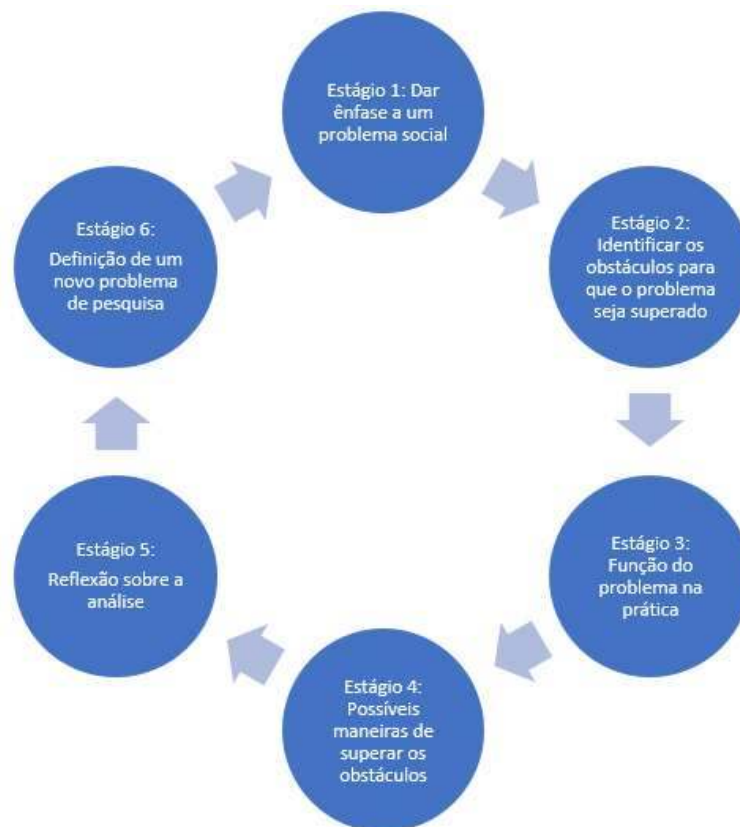 Estágio 1: Dar
ênfase a um
problema social
Estágio 2:
Identificar os
obstáculos para
que o problema
seja superado
Estágio 3:
Função do
problema na
prática
Estágio 4:
Possíveis
maneiras de
superar os
obstáculos
Estágio 5:
Reflexão sobre a
análise
Estágio 6:
Definição de um
novo problema
de pesquisa